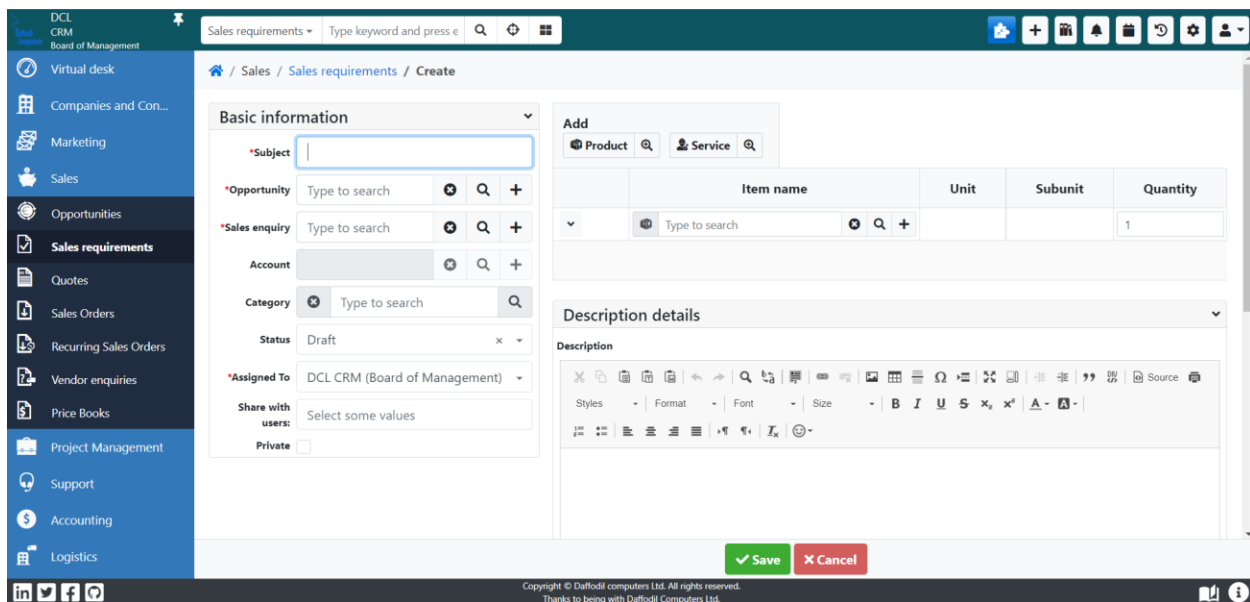 DCL
CRM
Board of Management
Sales requirements
Type keyword and press e
Virtual desk
Companies and Con...
Marketing
Sales
Opportunities
Sales requirements
Quotes
Sales Orders
Recurring Sales Orders
Vendor enquiries
Price Books
Project Management
Support
Accounting
Logistics
/ Sales / Sales requirements / Create
Basic information
*Subject
*Opportunity Type to search
*Sales enquiry Type to search
Account
Category Type to search
Status Draft
*Assigned To DCL CRM (Board of Management)
Share with
users: Select some values
Private
Add
Product Service
Item name Unit Subunit Quantity
Type to search 1
Description details
Description
Source
Styles Format Font Size B I U S x₂ x² A A
Save Cancel
Copyright © Daffodil computers Ltd. All rights reserved.
Thanks to being with Daffodil Computers Ltd.